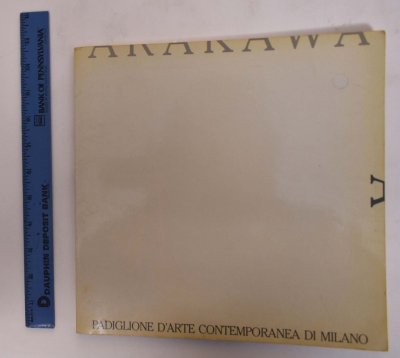 ARAKAWA
A
PADIGLIONE D'ARTE CONTEMPORANEA DI MILANO
BANK OF PENNSYLVANIA
DAUPHIN DEPOSIT BANK